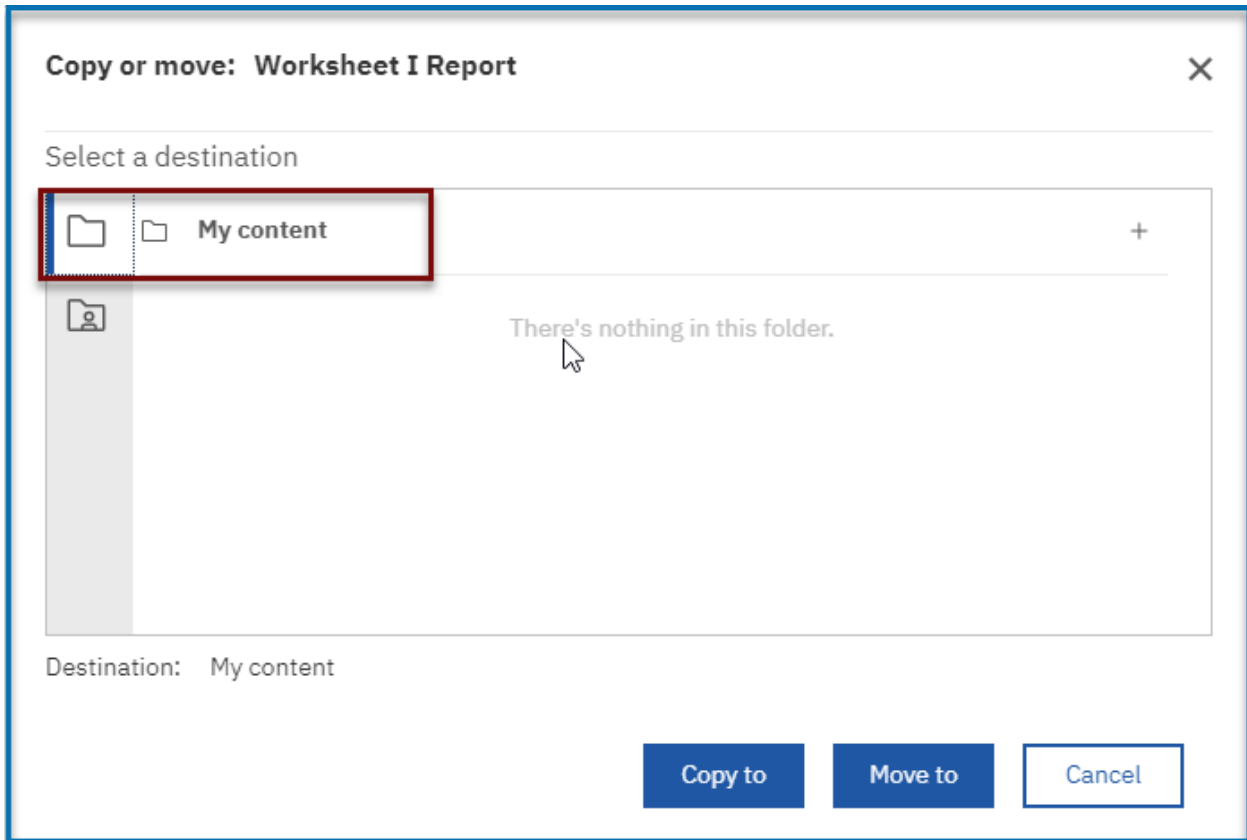 Copy or move: Worksheet I Report
Select a destination
My content
There's nothing in this folder.
Destination: My content
Copy to Move to Cancel